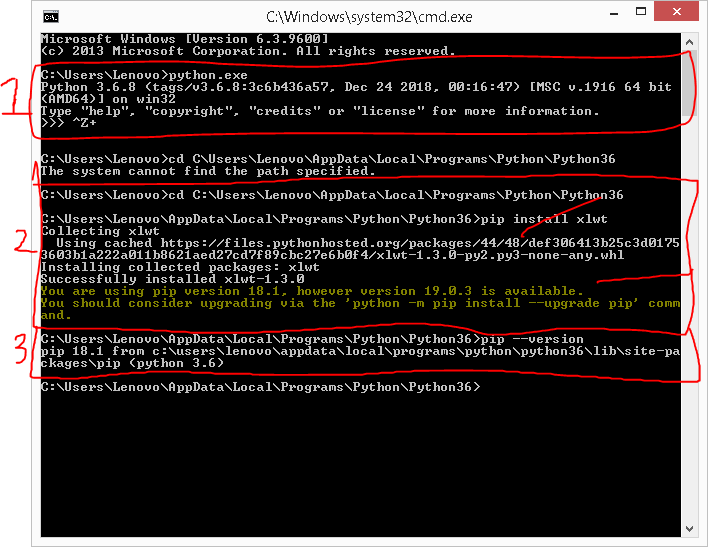 C:\Windows\system32\cmd.exe
Microsoft Windows [Version 6.3.9600]
(c) 2013 Microsoft Corporation. All rights reserved.
1
C:\Users\Lenovo>python.exe
Python 3.6.8 (tags/v3.6.8:3c6b436a57, Dec 24 2018, 00:16:47) [MSC v.1916 64 bit
(AMD64)] on win32
Type "help", "copyright", "credits" or "license" for more information.
>>> ^Z+
C:\Users\Lenovo>cd C\Users\Lenovo\AppData\Local\Programs\Python\Python36
The system cannot find the path specified.
2
C:\Users\Lenovo>cd C:\Users\Lenovo\AppData\Local\Programs\Python\Python36
C:\Users\Lenovo\AppData\Local\Programs\Python\Python36>pip install xlwt
Collecting xlwt
  Using cached https://files.pythonhosted.org/packages/44/48/def306413b25c3d0175
3603b1a222a011b8621aed27cd7f89cbc27e6b0f4/xlwt-1.3.0-py2.py3-none-any.whl
Installing collected packages: xlwt
Successfully installed xlwt-1.3.0
You are using pip version 18.1, however version 19.0.3 is available.
You should consider upgrading via the 'python -m pip install --upgrade pip' comm
and.
3
C:\Users\Lenovo\AppData\Local\Programs\Python\Python36>pip --version
pip 18.1 from c:\users\lenovo\appdata\local\programs\python\python36\lib\site-pa
ckages\pip (python 3.6)
C:\Users\Lenovo\AppData\Local\Programs\Python\Python36>